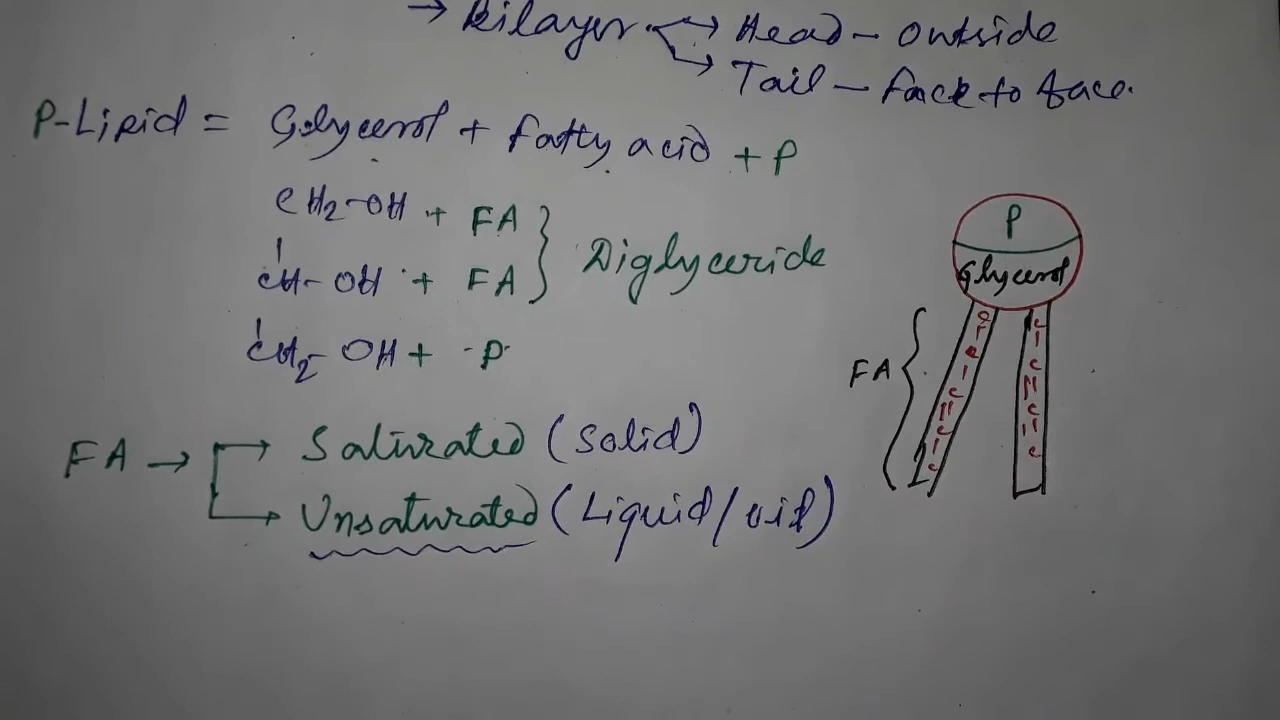 → Bilayer → Head - Outside
→ Tail - face to face.
P-Lipid = Glycerol + fatty acid + P
CH2-OH + FA
CH-OH + FA } Diglyceride
CH2-OH + P
FA → Saturated (Solid)
Unsaturated (Liquid/oil)
P
Glycerol
FA {